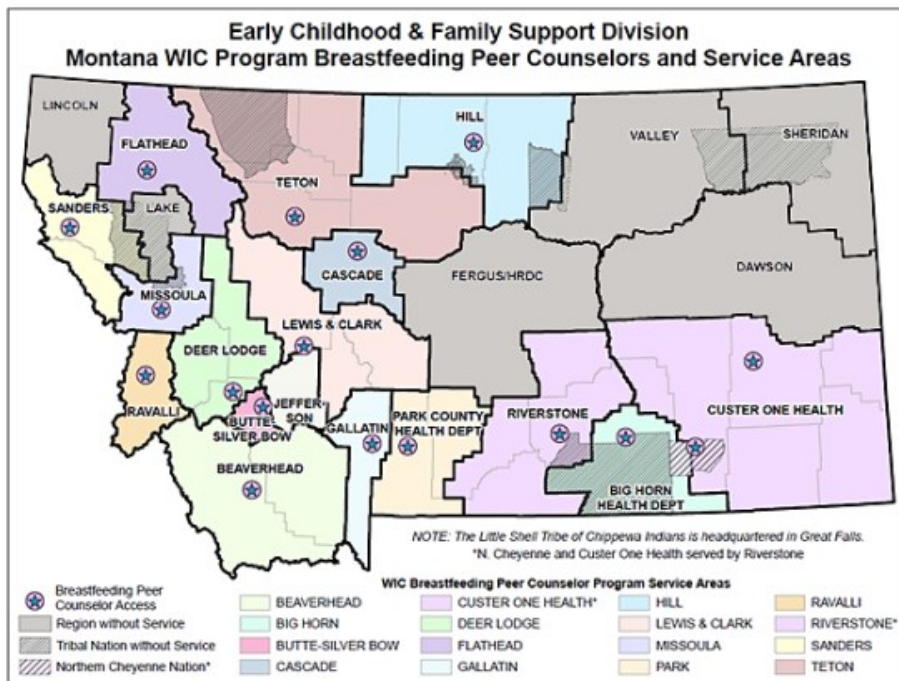 Early Childhood & Family Support Division
Montana WIC Program Breastfeeding Peer Counselors and Service Areas
LINCOLN
FLATHEAD
HILL
VALLEY
SHERIDAN
TETON
SANDERS
LAKE
CASCADE
FERGUS/HRDC
DAWSON
MISSOULA
LEWIS & CLARK
DEER LODGE
RAVALLI
BUTTE-
SILVER BOW
JEFFER-
SON
GALLATIN
PARK COUNTY
HEALTH DEPT
RIVERSTONE
CUSTER ONE HEALTH
BEAVERHEAD
BIG HORN
HEALTH DEPT
NOTE: The Little Shell Tribe of Chippewa Indians is headquartered in Great Falls.
*N. Cheyenne and Custer One Health served by Riverstone
WIC Breastfeeding Peer Counselor Program Service Areas
Breastfeeding Peer
Counselor Access
Region without Service
Tribal Nation without Service
Northern Cheyenne Nation*
BEAVERHEAD
BIG HORN
BUTTE-SILVER BOW
CASCADE
CUSTER ONE HEALTH*
DEER LODGE
FLATHEAD
GALLATIN
HILL
LEWIS & CLARK
MISSOULA
PARK
RAVALLI
RIVERSTONE*
SANDERS
TETON